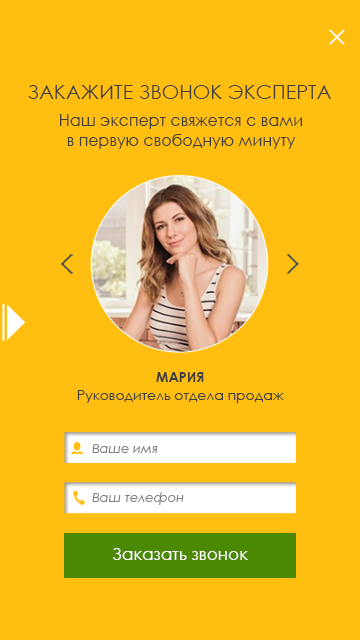 ЗАКАЖИТЕ ЗВОНОК ЭКСПЕРТА
Наш эксперт свяжется с вами
в первую свободную минуту
МАРИЯ
Руководитель отдела продаж
Ваше имя
Ваш телефон
Заказать звонок